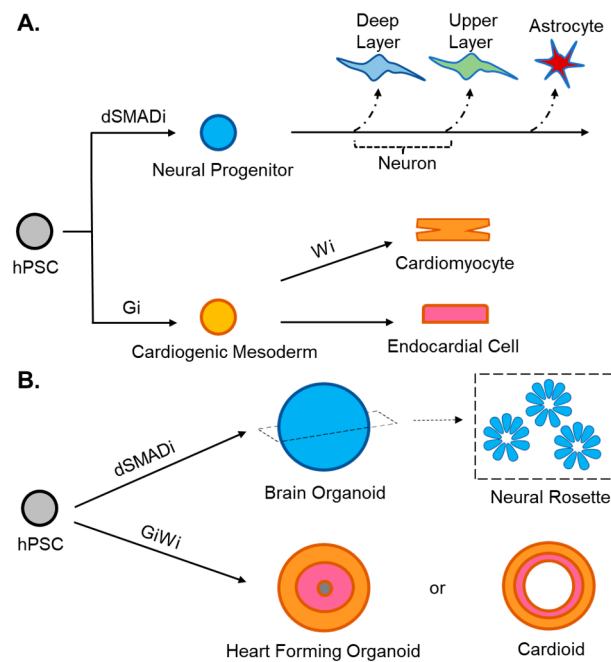 A.
Deep
Layer
Upper
Layer
Astrocyte
dSMADi
Neural Progenitor
Neuron
hPSC
Wi
Cardiomyocyte
Gi
Cardiogenic Mesoderm
Endocardial Cell
B.
dSMADi
Brain Organoid
Neural Rosette
hPSC
GiWi
or
Heart Forming Organoid
Cardioid